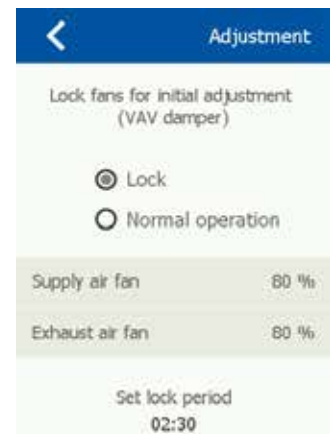 Adjustment
Lock fans for initial adjustment
(VAV damper)
Lock
Normal operation
Supply air fan 80 %
Exhaust air fan 80 %
Set lock period
02:30